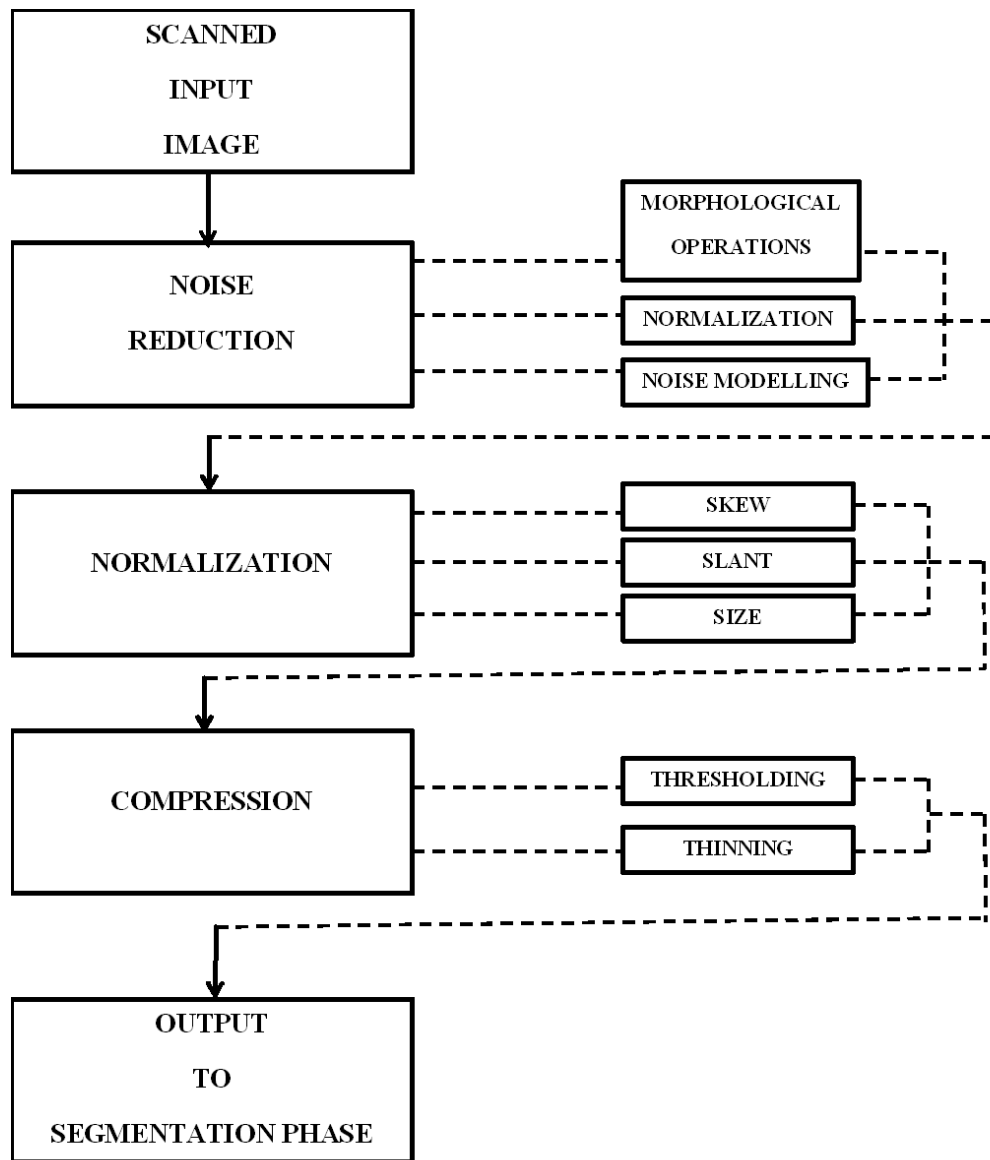 SCANNED
INPUT
IMAGE
NOISE
REDUCTION
MORPHOLOGICAL
OPERATIONS
NORMALIZATION
NOISE MODELLING
NORMALIZATION
SKEW
SLANT
SIZE
COMPRESSION
THRESHOLDING
THINNING
OUTPUT
TO
SEGMENTATION PHASE